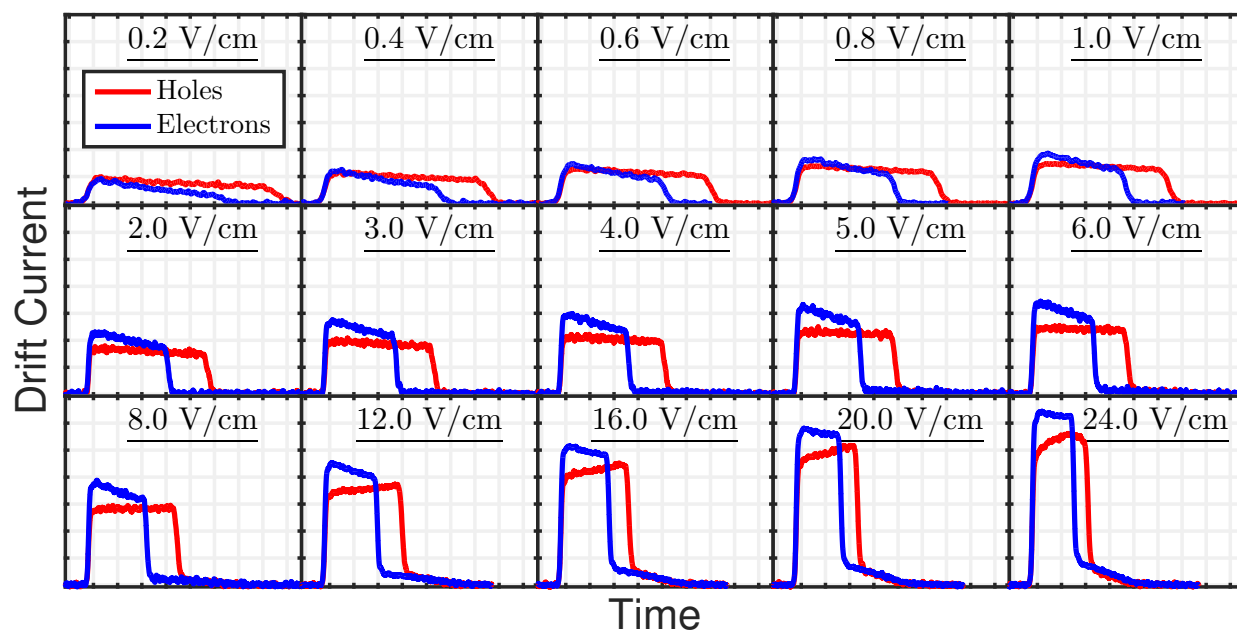 0.2 V/cm
0.4 V/cm
0.6 V/cm
0.8 V/cm
1.0 V/cm
Holes
Electrons
2.0 V/cm
3.0 V/cm
4.0 V/cm
5.0 V/cm
6.0 V/cm
Drift Current
8.0 V/cm
12.0 V/cm
16.0 V/cm
20.0 V/cm
24.0 V/cm
Time